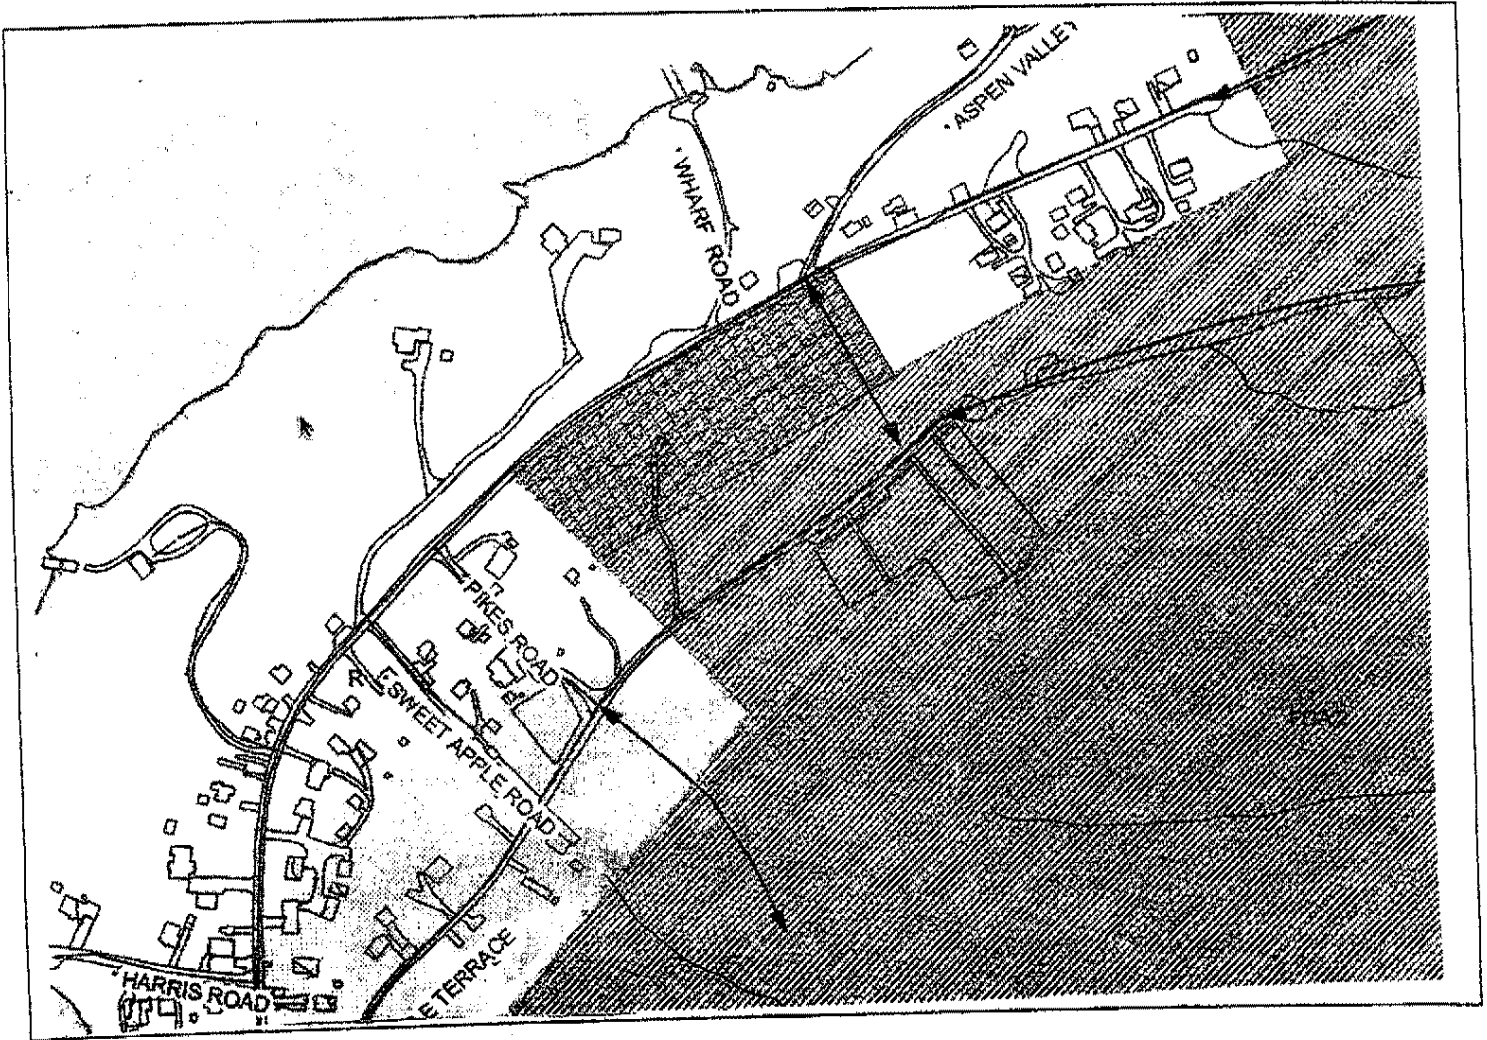 ASPEN VALLEY
WHARF ROAD
PIKES ROAD
SWEET APPLE ROAD
E TERRACE
HARRIS ROAD